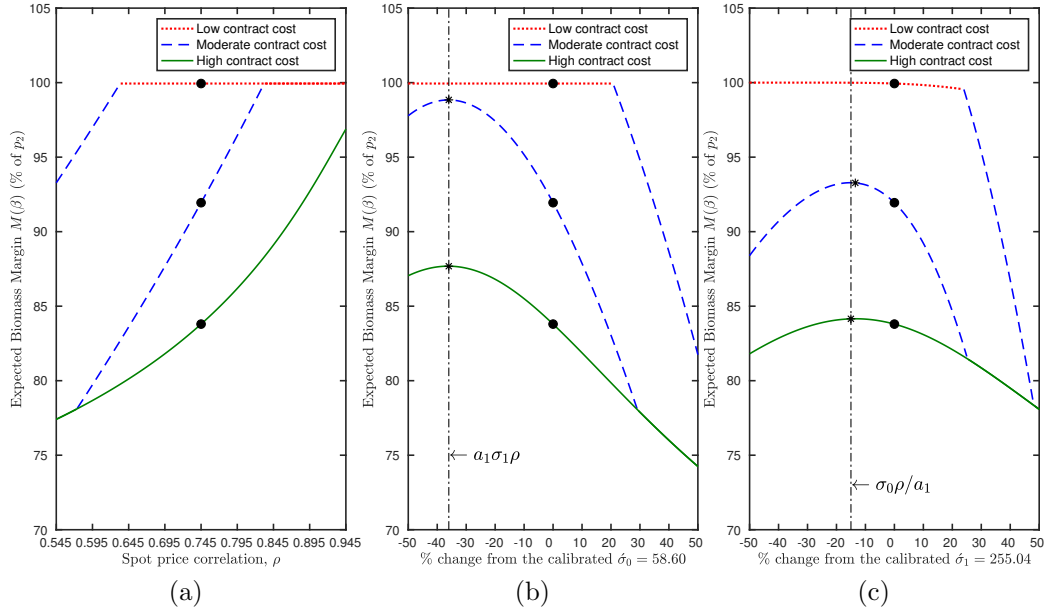 Expected Biomass Margin M(β) (% of p₂)
105
100
95
90
85
80
75
70
Low contract cost
Moderate contract cost
High contract cost
0.545 0.595 0.645 0.695 0.745 0.795 0.845 0.895 0.945
Spot price correlation, ρ
(a)
Expected Biomass Margin M(β) (% of p₂)
105
100
95
90
85
80
75
70
Low contract cost
Moderate contract cost
High contract cost
← a₁σ₁ρ
-50 -40 -30 -20 -10 0 10 20 30 40 50
% change from the calibrated σ́₀ = 58.60
(b)
Expected Biomass Margin M(β) (% of p₂)
105
100
95
90
85
80
75
70
Low contract cost
Moderate contract cost
High contract cost
← σ₀ρ/a₁
-50 -40 -30 -20 -10 0 10 20 30 40 50
% change from the calibrated σ́₁ = 255.04
(c)